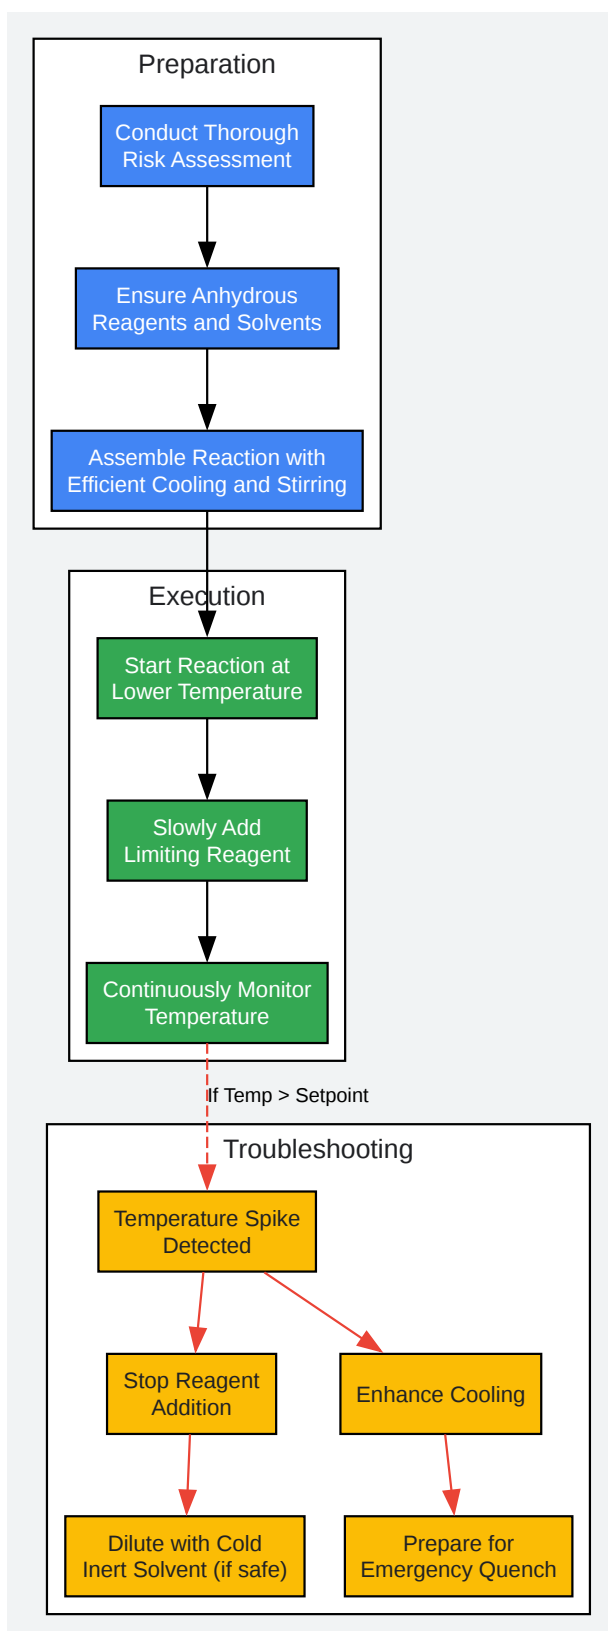 Preparation
Conduct Thorough
Risk Assessment
Ensure Anhydrous
Reagents and Solvents
Assemble Reaction with
Efficient Cooling and Stirring
Execution
Start Reaction at
Lower Temperature
Slowly Add
Limiting Reagent
Continuously Monitor
Temperature
If Temp > Setpoint
Troubleshooting
Temperature Spike
Detected
Stop Reagent
Addition
Enhance Cooling
Dilute with Cold
Inert Solvent (if safe)
Prepare for
Emergency Quench